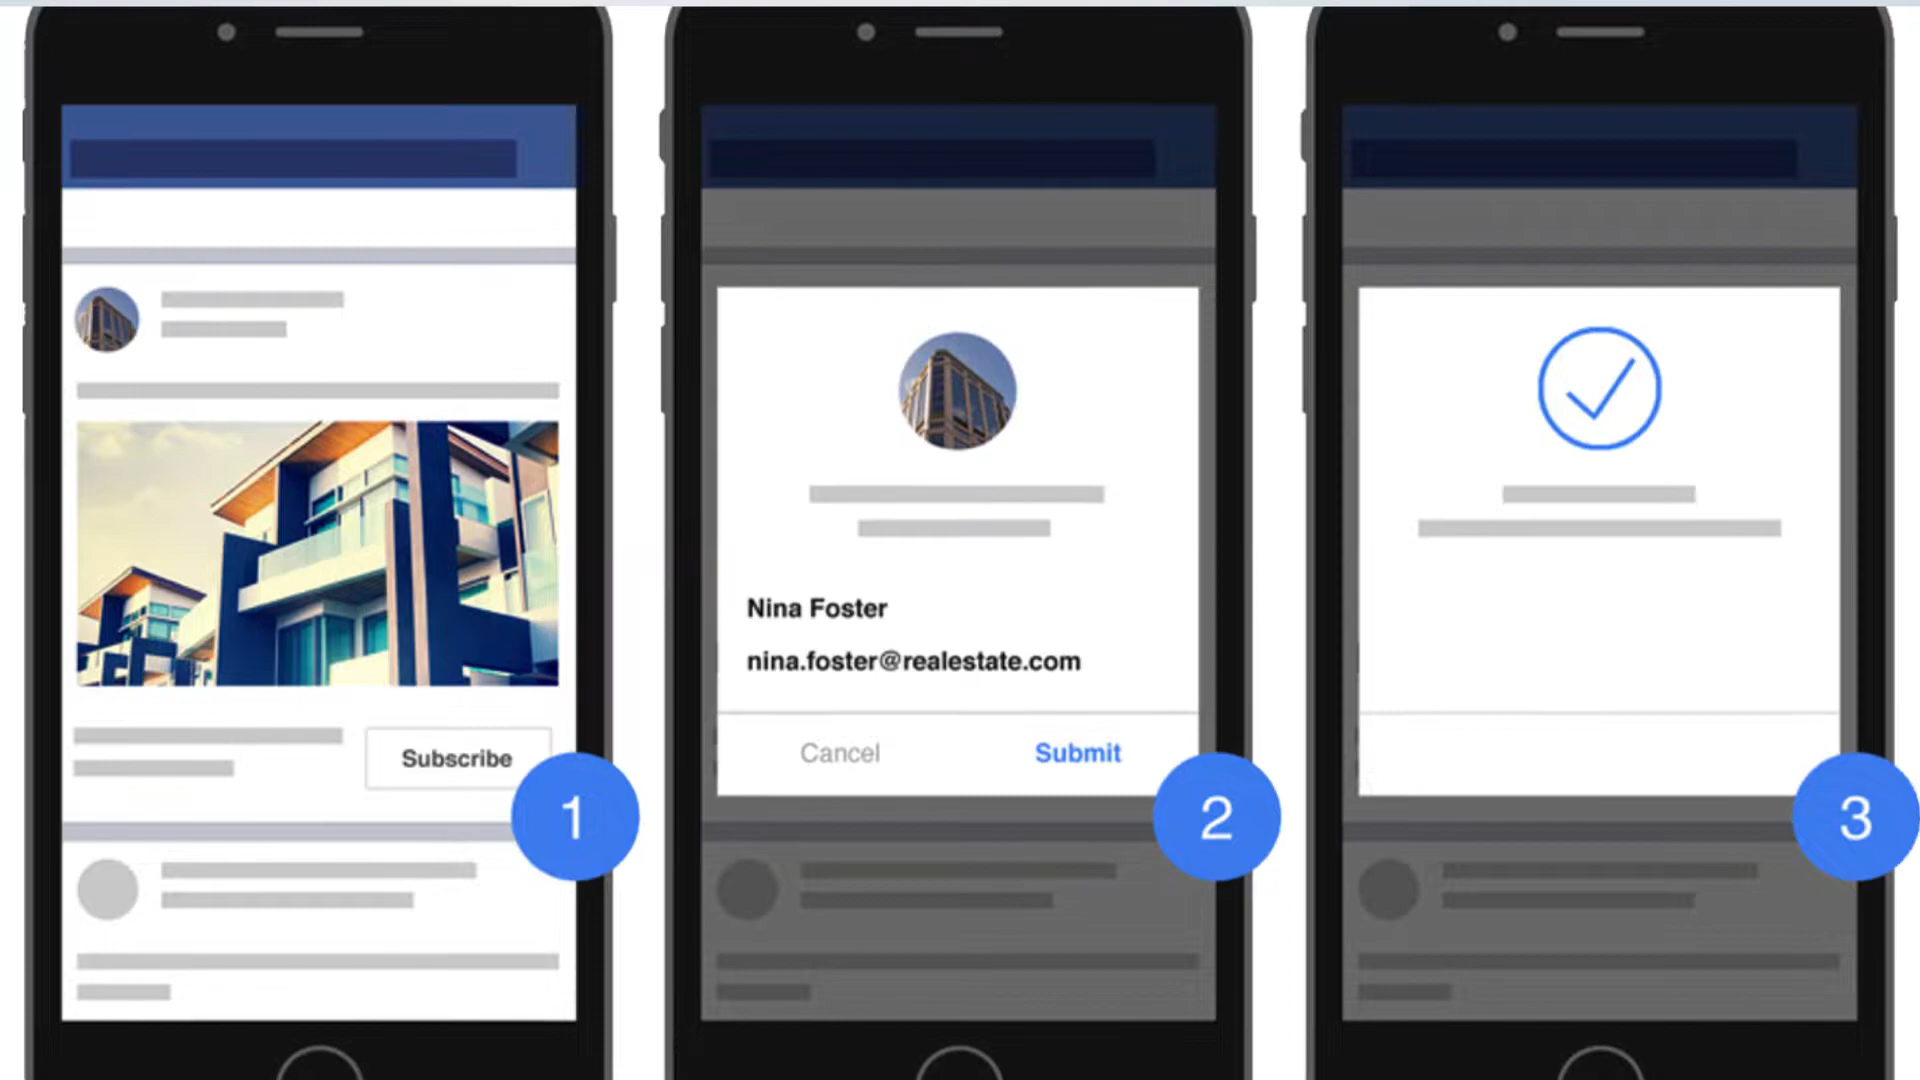 Subscribe
1
Nina Foster
nina.foster@realestate.com
Cancel Submit
2
3